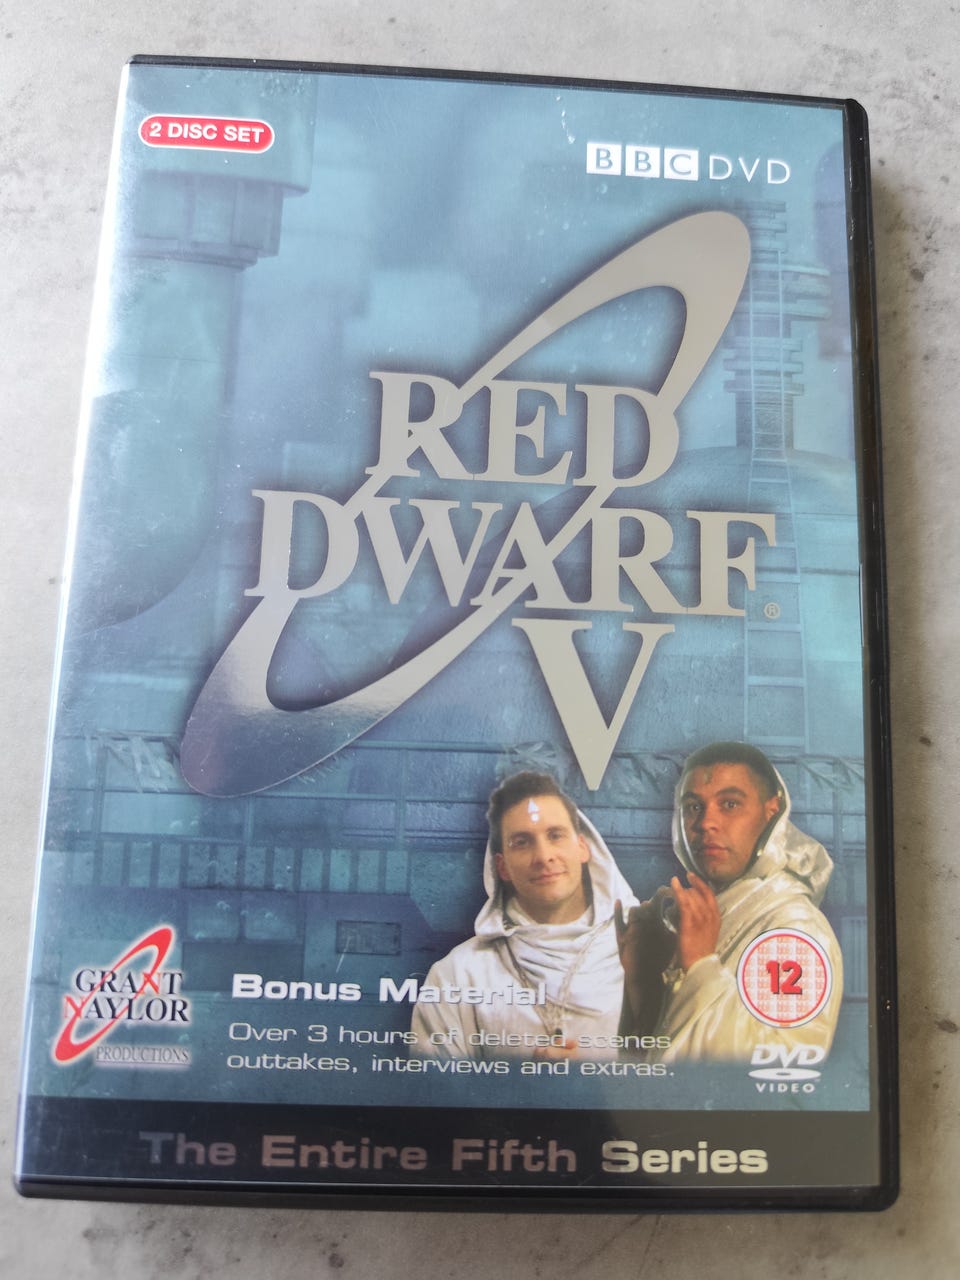 2 DISC SET
BBC DVD
RED
DWARF®
V
GRANT
NAYLOR
PRODUCTIONS
Bonus Material
Over 3 hours of deleted scenes
outtakes, interviews and extras.
12
DVD
VIDEO
The Entire Fifth Series